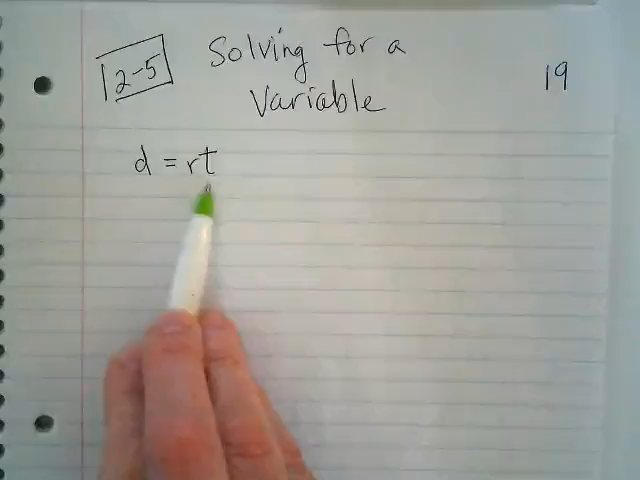 2-5 Solving for a 19
Variable
d = rt